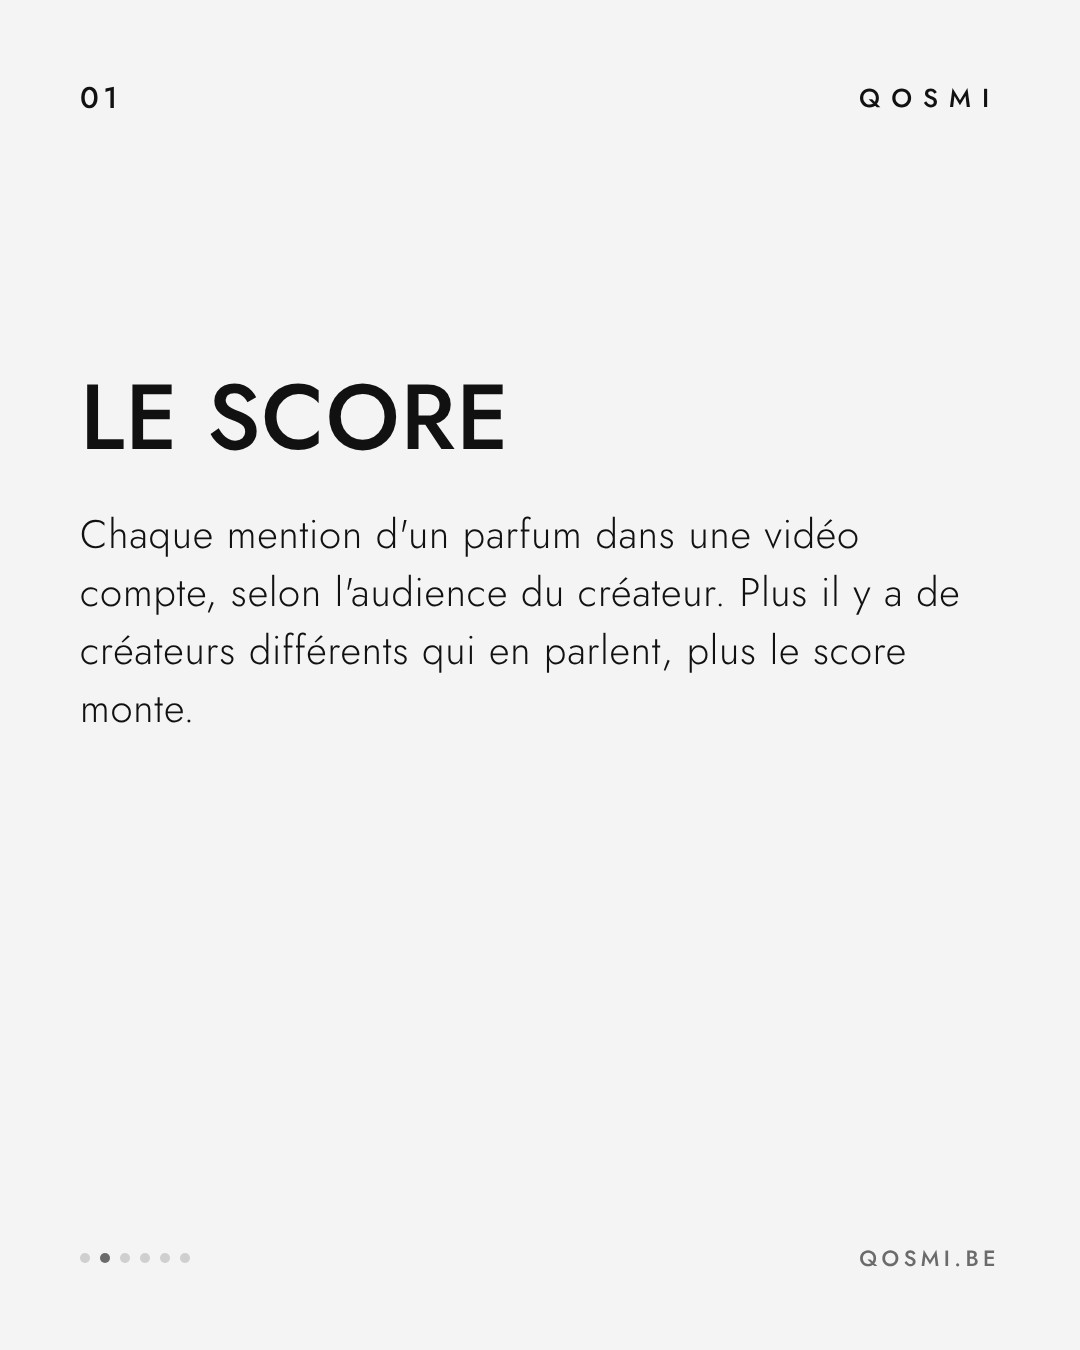 01
QOSMI
LE SCORE
Chaque mention d'un parfum dans une vidéo
compte, selon l'audience du créateur. Plus il y a de
créateurs différents qui en parlent, plus le score
monte.
QOSMI.BE